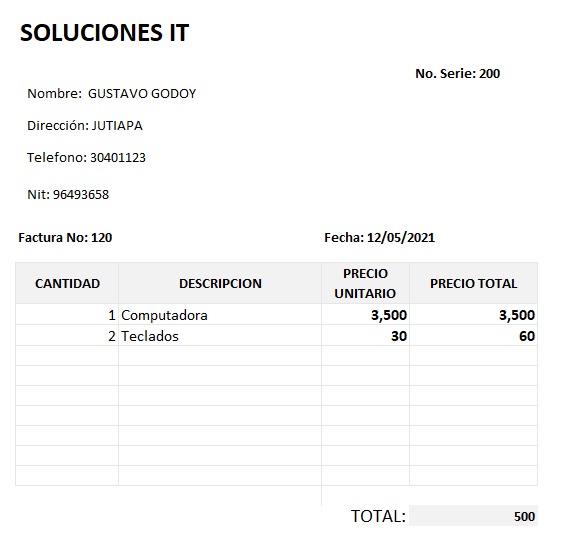 SOLUCIONES IT
No. Serie: 200
Nombre: GUSTAVO GODOY
Dirección: JUTIAPA
Telefono: 30401123
Nit: 96493658
Factura No: 120 Fecha: 12/05/2021
CANTIDAD DESCRIPCION PRECIO UNITARIO PRECIO TOTAL
1 Computadora 3,500 3,500
2 Teclados 30 60
TOTAL: 500